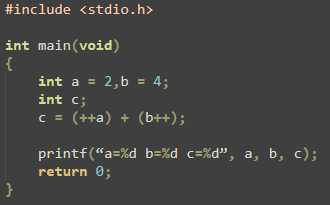 #include <stdio.h>
int main(void)
{
int a = 2,b = 4;
int c;
c = (++a) + (b++);
printf(“a=%d b=%d c=%d”, a, b, c);
return 0;
}